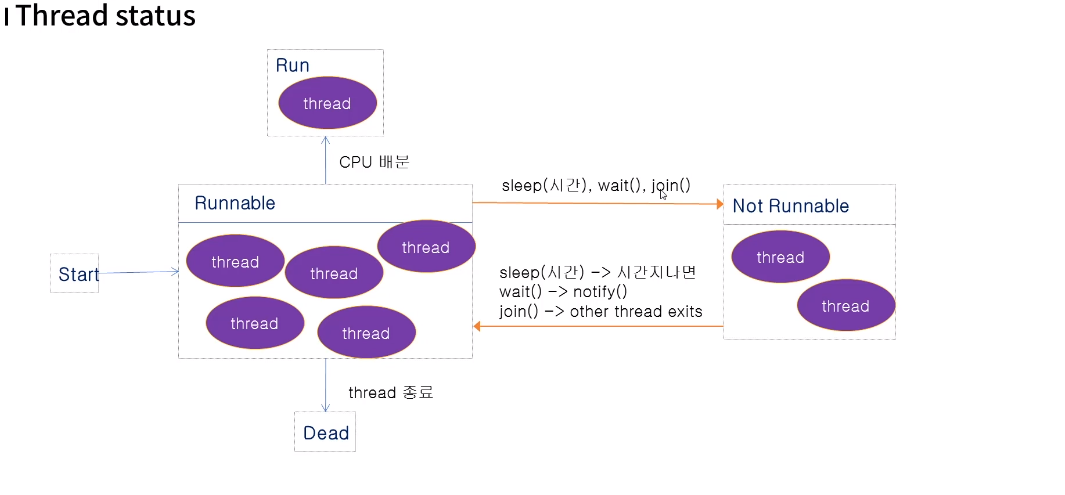 Thread status
Run
thread
CPU 배분
sleep(시간), wait(), join()
Runnable
Not Runnable
thread
thread
thread
thread
thread
thread
thread
Start
sleep(시간) -> 시간지나면
wait() -> notify()
join() -> other thread exits
thread 종료
Dead